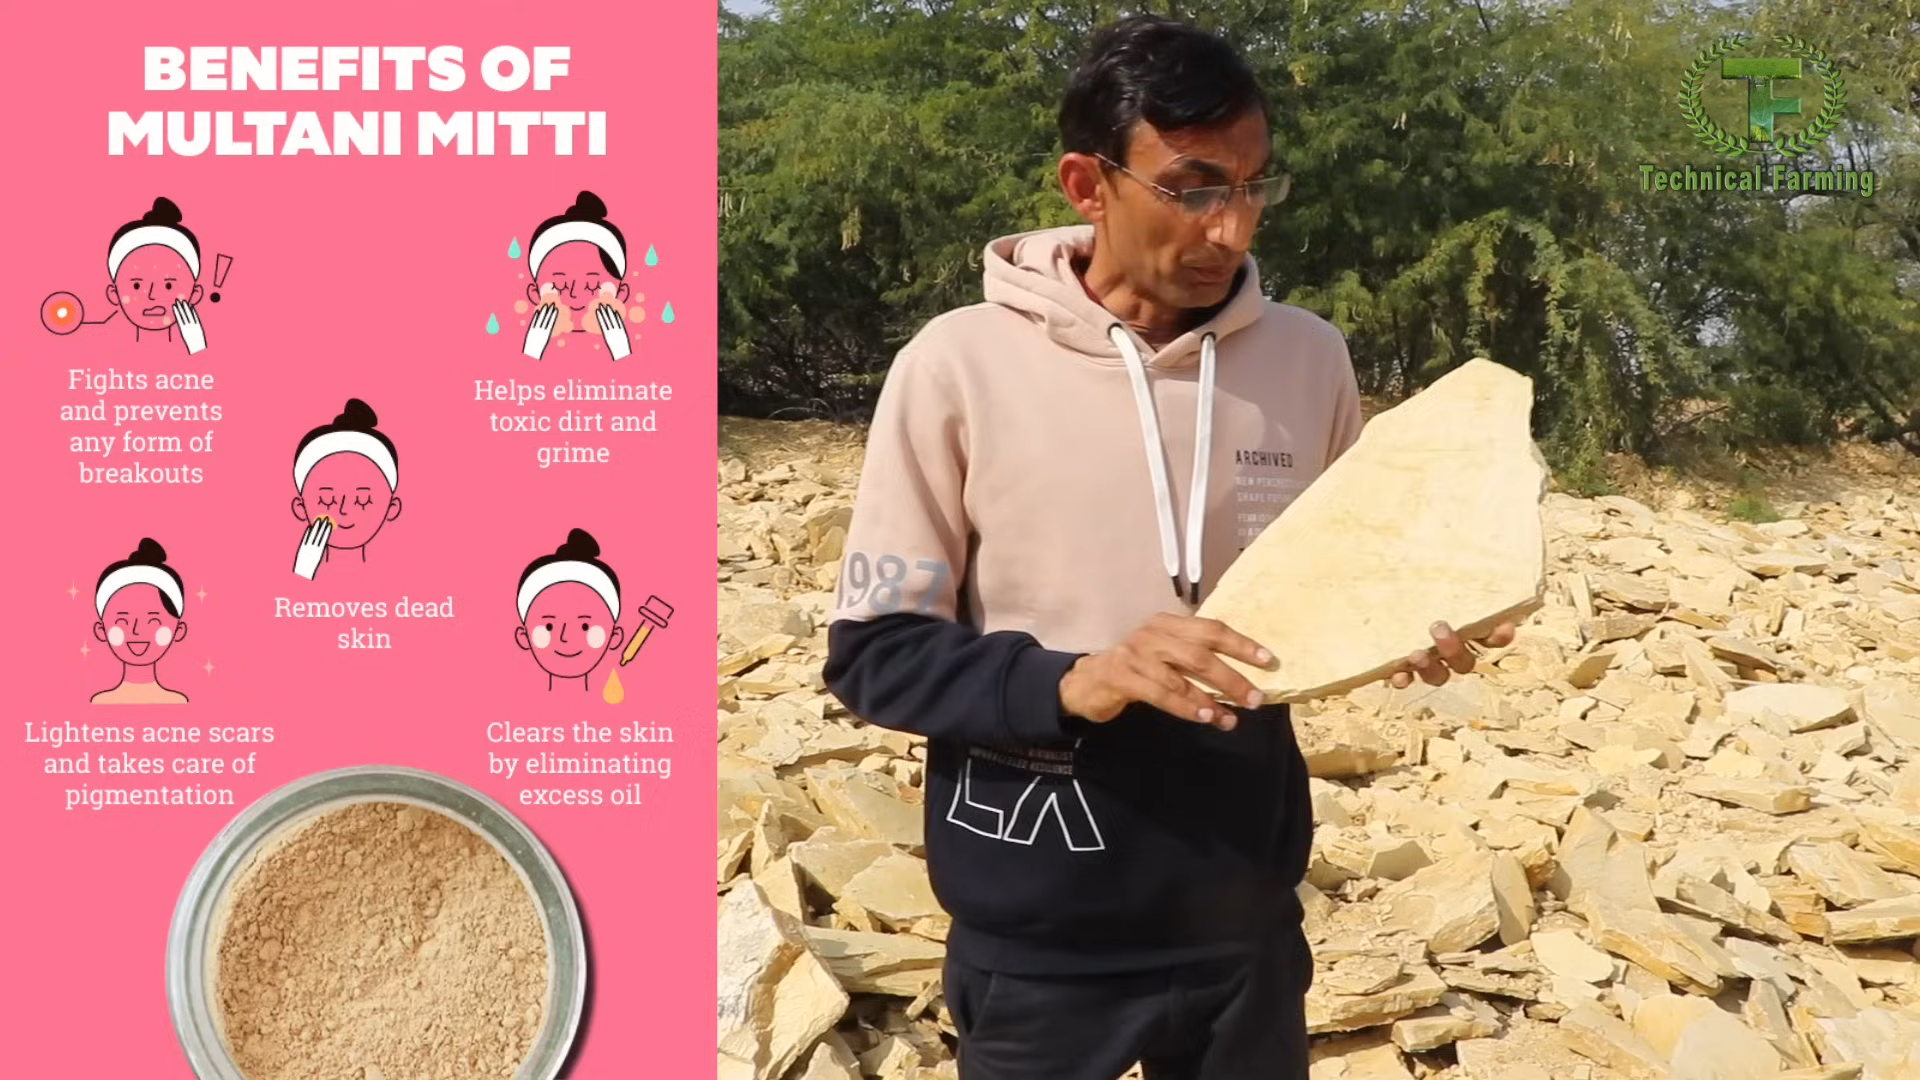 BENEFITS OF
MULTANI MITTI
Fights acne
and prevents
any form of
breakouts
Helps eliminate
toxic dirt and
grime
Removes dead
skin
Lightens acne scars
and takes care of
pigmentation
Clears the skin
by eliminating
excess oil
TF
Technical Farming
ARCHIVED
1987